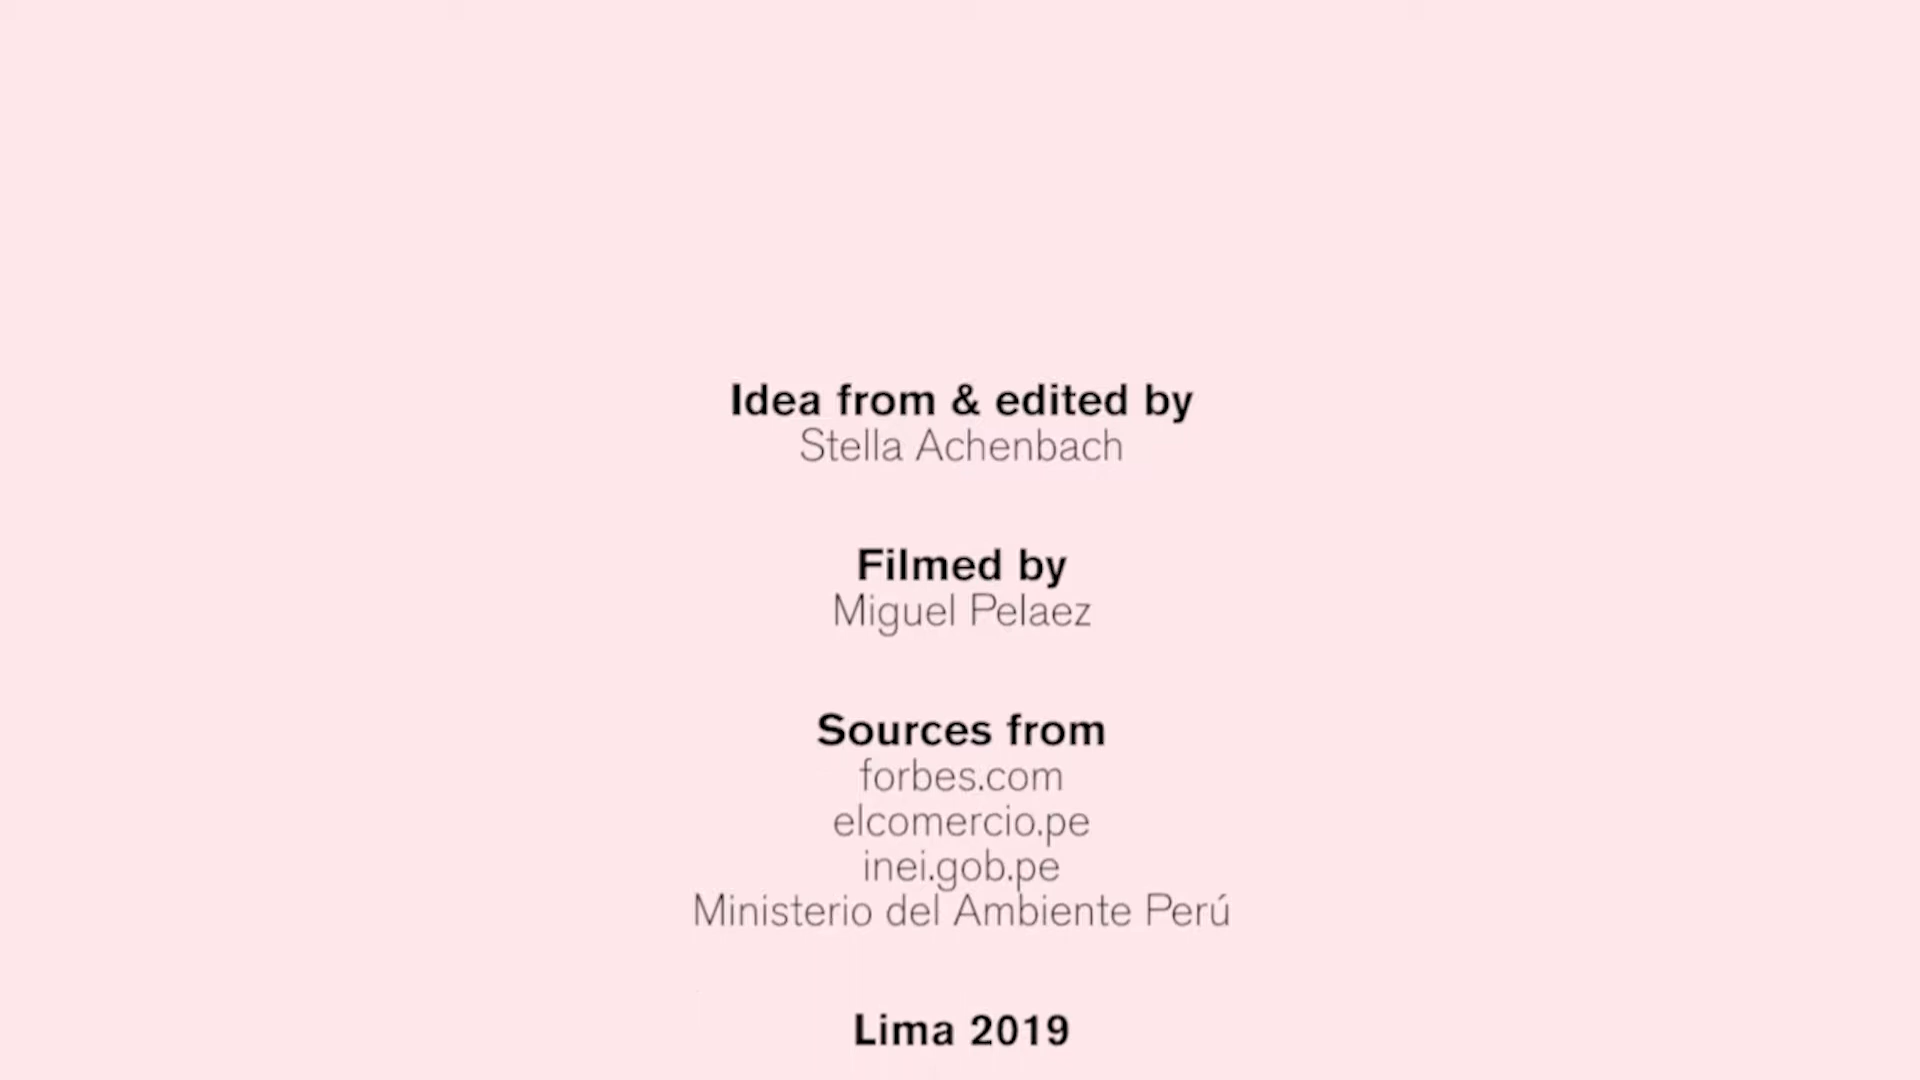 Idea from & edited by
Stella Achenbach
Filmed by
Miguel Pelaez
Sources from
forbes.com
elcomercio.pe
inei.gob.pe
Ministerio del Ambiente Perú
Lima 2019